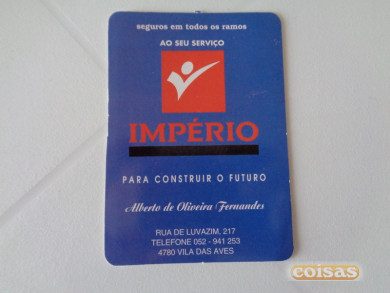 seguros em todos os ramos
AO SEU SERVIÇO
IMPÉRIO
PARA CONSTRUIR O FUTURO
Alberto de Oliveira Fernandes
RUA DE LUVAZIM, 217
TELEFONE 052 - 941 253
4780 VILA DAS AVES
coisas